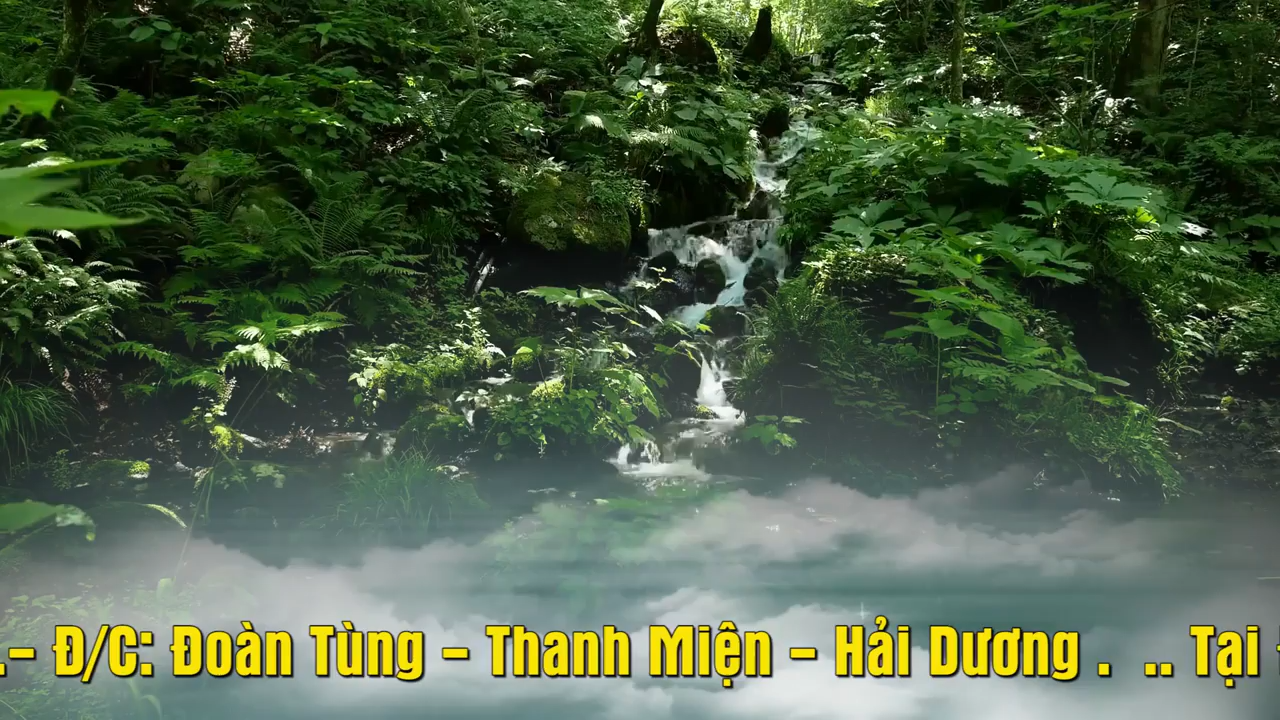 .- Đ/C: Đoàn Tùng - Thanh Miện - Hải Dương . .. Tại